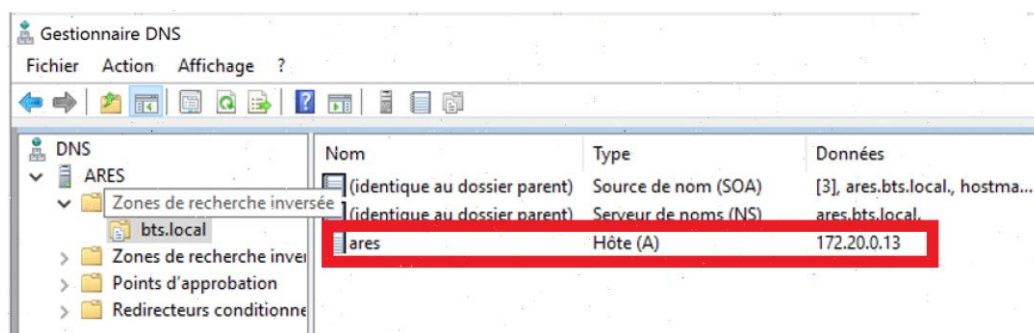 Gestionnaire DNS
Fichier Action Affichage ?
DNS
ARES
Zones de recherche inversée
bts.local
Zones de recherche inver
Points d'approbation
Redirecteurs conditionne
Nom Type Données
(identique au dossier parent) Source de nom (SOA) [3], ares.bts.local., hostma...
(identique au dossier parent) Serveur de noms (NS) ares.bts.local.
ares Hôte (A) 172.20.0.13